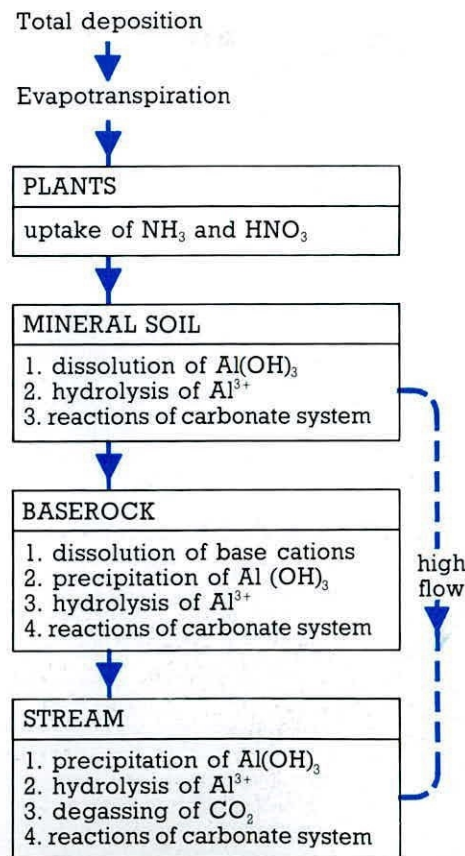 Total deposition
Evapotranspiration
PLANTS
uptake of NH₃ and HNO₃
MINERAL SOIL
1. dissolution of Al(OH)₃
2. hydrolysis of Al³⁺
3. reactions of carbonate system
BASEROCK
1. dissolution of base cations
2. precipitation of Al (OH)₃
3. hydrolysis of Al³⁺
4. reactions of carbonate system
high
flow
STREAM
1. precipitation of Al(OH)₃
2. hydrolysis of Al³⁺
3. degassing of CO₂
4. reactions of carbonate system